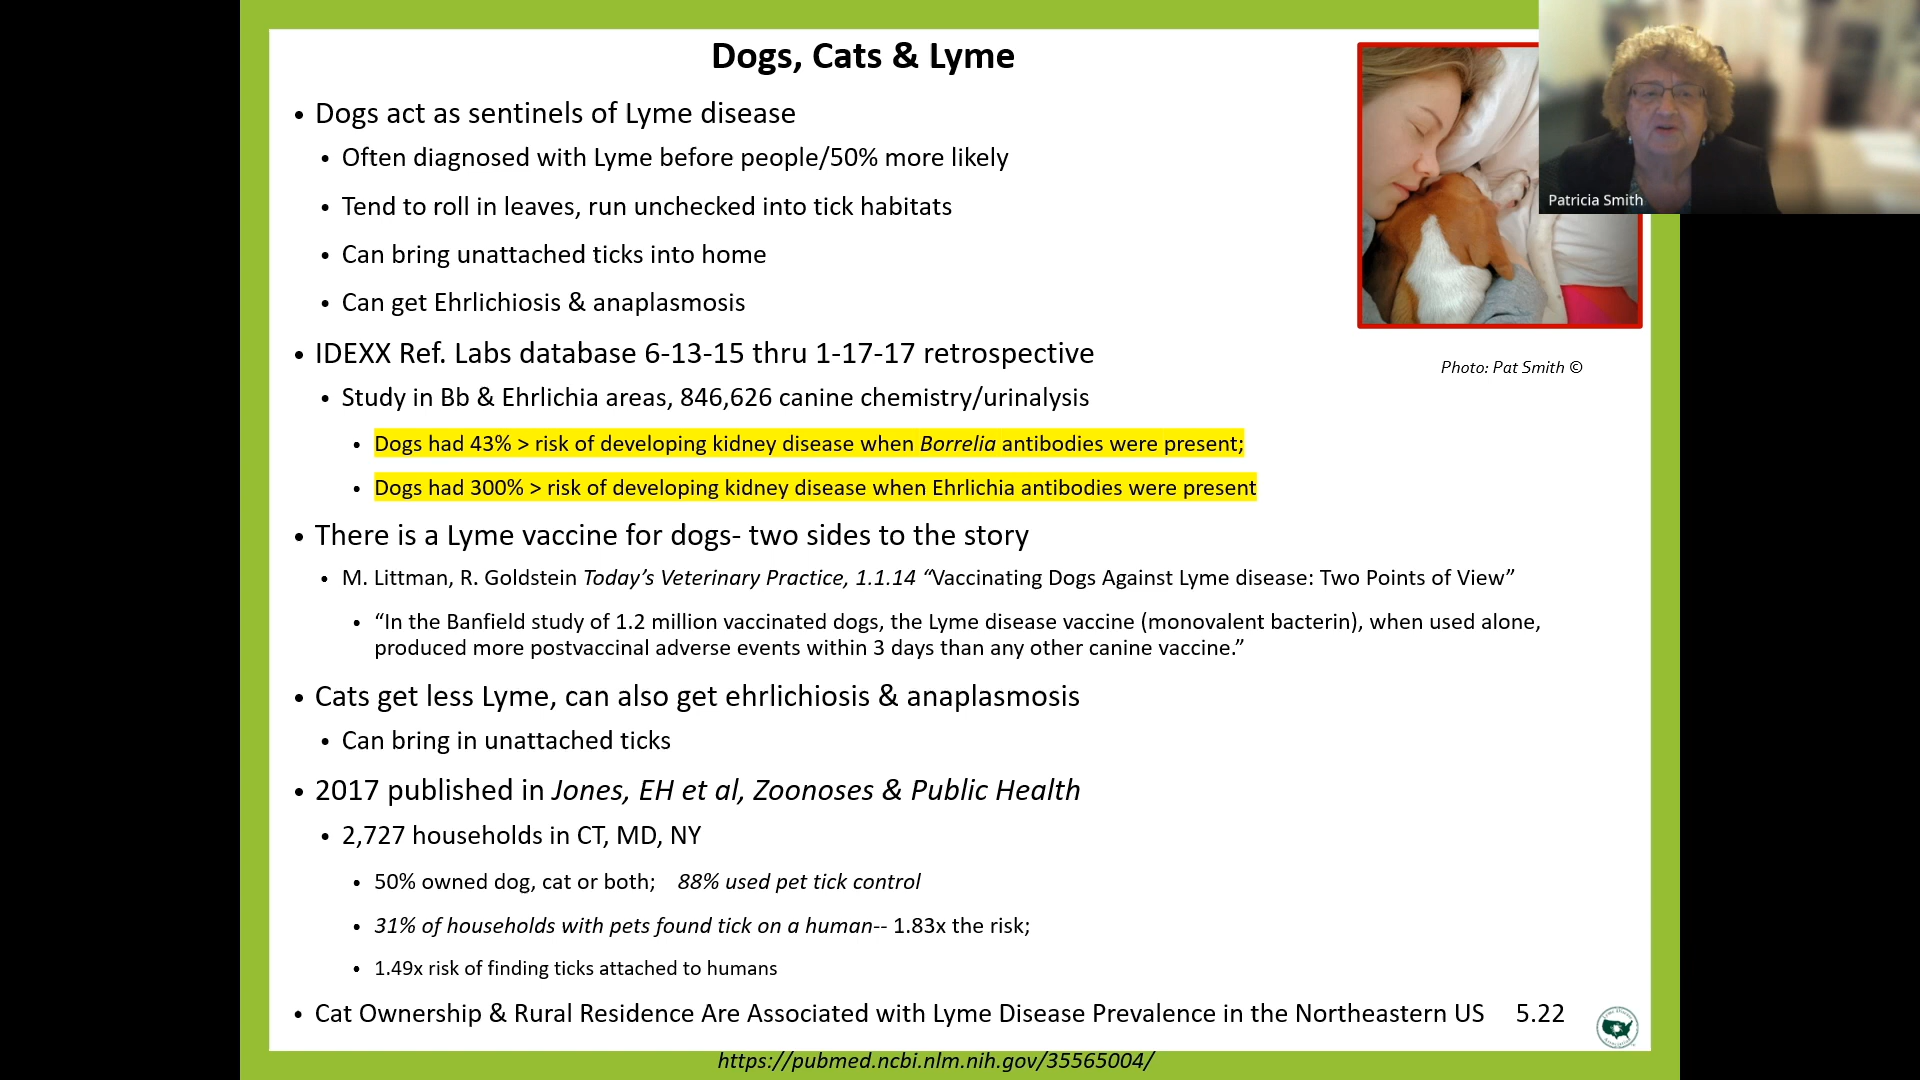 Dogs, Cats & Lyme
Patricia Smith
• Dogs act as sentinels of Lyme disease
• Often diagnosed with Lyme before people/50% more likely
• Tend to roll in leaves, run unchecked into tick habitats
• Can bring unattached ticks into home
• Can get Ehrlichiosis & anaplasmosis
• IDEXX Ref. Labs database 6-13-15 thru 1-17-17 retrospective
Photo: Pat Smith ©
• Study in Bb & Ehrlichia areas, 846,626 canine chemistry/urinalysis
• Dogs had 43% > risk of developing kidney disease when Borrelia antibodies were present;
• Dogs had 300% > risk of developing kidney disease when Ehrlichia antibodies were present
• There is a Lyme vaccine for dogs- two sides to the story
• M. Littman, R. Goldstein Today’s Veterinary Practice, 1.1.14 “Vaccinating Dogs Against Lyme disease: Two Points of View”
• “In the Banfield study of 1.2 million vaccinated dogs, the Lyme disease vaccine (monovalent bacterin), when used alone,
produced more postvaccinal adverse events within 3 days than any other canine vaccine.”
• Cats get less Lyme, can also get ehrlichiosis & anaplasmosis
• Can bring in unattached ticks
• 2017 published in Jones, EH et al, Zoonoses & Public Health
• 2,727 households in CT, MD, NY
• 50% owned dog, cat or both; 88% used pet tick control
• 31% of households with pets found tick on a human-- 1.83x the risk;
• 1.49x risk of finding ticks attached to humans
• Cat Ownership & Rural Residence Are Associated with Lyme Disease Prevalence in the Northeastern US 5.22
https://pubmed.ncbi.nlm.nih.gov/35565004/